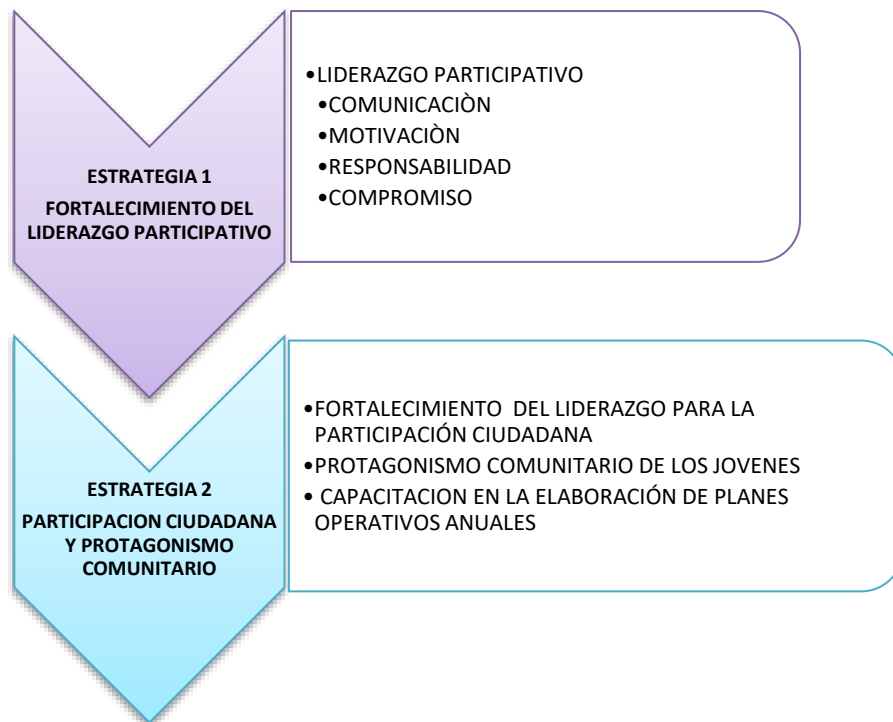 ESTRATEGIA 1
FORTALECIMIENTO DEL
LIDERAZGO PARTICIPATIVO
•LIDERAZGO PARTICIPATIVO
•COMUNICACIÒN
•MOTIVACIÒN
•RESPONSABILIDAD
•COMPROMISO
ESTRATEGIA 2
PARTICIPACION CIUDADANA
Y PROTAGONISMO
COMUNITARIO
•FORTALECIMIENTO DEL LIDERAZGO PARA LA
PARTICIPACIÓN CIUDADANA
•PROTAGONISMO COMUNITARIO DE LOS JOVENES
• CAPACITACION EN LA ELABORACIÓN DE PLANES
OPERATIVOS ANUALES